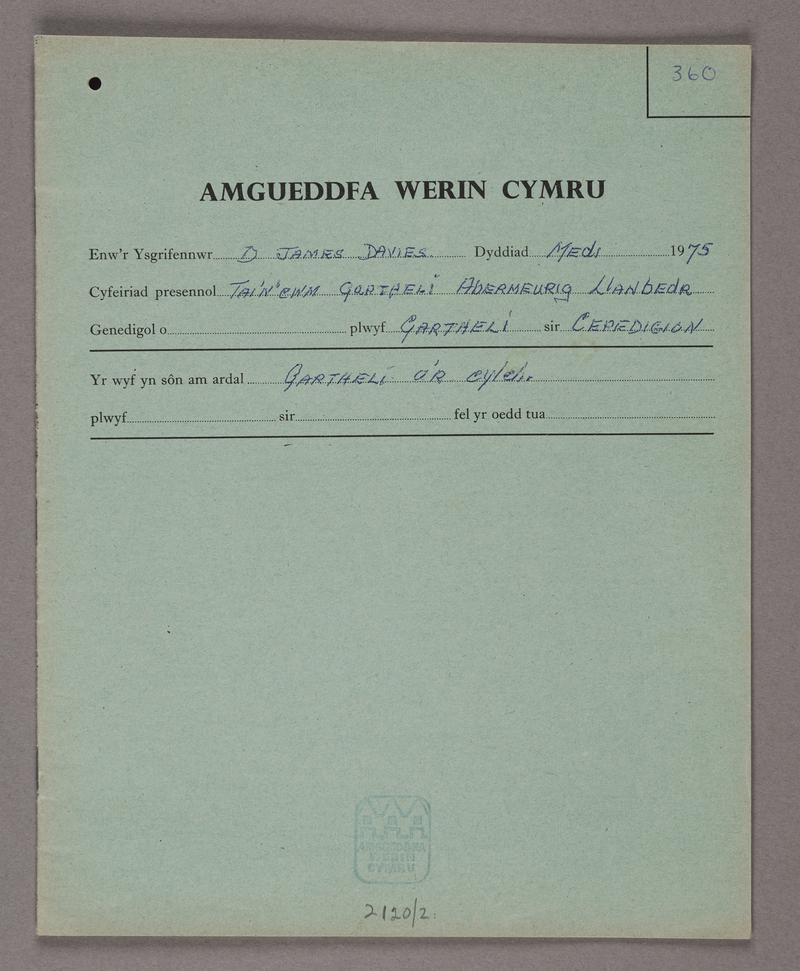 360
AMGUEDDFA WERIN CYMRU
Enw'r Ysgrifennwr D JAMES DAVIES. Dyddiad Medi 1975
Cyfeiriad presennol TAI'N'CWM GARTHELI ABERMEURIG LLANBEDR
Genedigol o plwyf GARTHELI sir CEREDIGION
Yr wyf yn sôn am ardal GARTHELI A'R cylch.
plwyf sir fel yr oedd tua
AMGUEDDFA
WERIN
CYMRU
2120/2